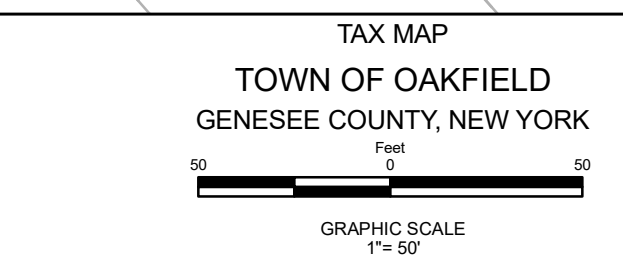 TAX MAP
TOWN OF OAKFIELD
GENESEE COUNTY, NEW YORK
Feet
50 0 50
GRAPHIC SCALE
1"= 50'